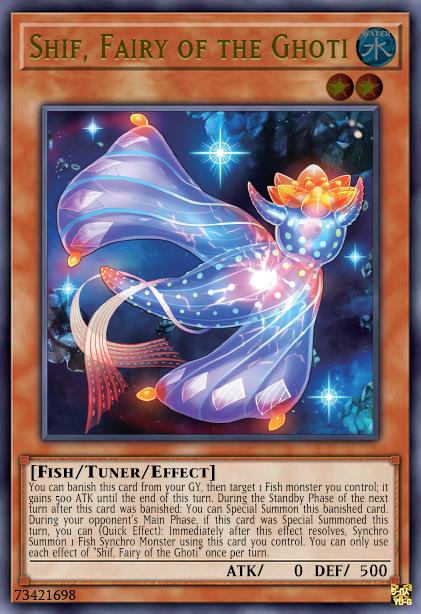 Shif, Fairy of the Ghoti
WATER
水
[Fish/Tuner/Effect]
You can banish this card from your GY, then target 1 Fish monster you control; it
gains 500 ATK until the end of this turn. During the Standby Phase of the next
turn after this card was banished: You can Special Summon this banished card.
During your opponent's Main Phase, if this card was Special Summoned this
turn, you can (Quick Effect): Immediately after this effect resolves, Synchro
Summon 1 Fish Synchro Monster using this card you control. You can only use
each effect of "Shif, Fairy of the Ghoti" once per turn.
ATK/ 0 DEF/ 500
73421698